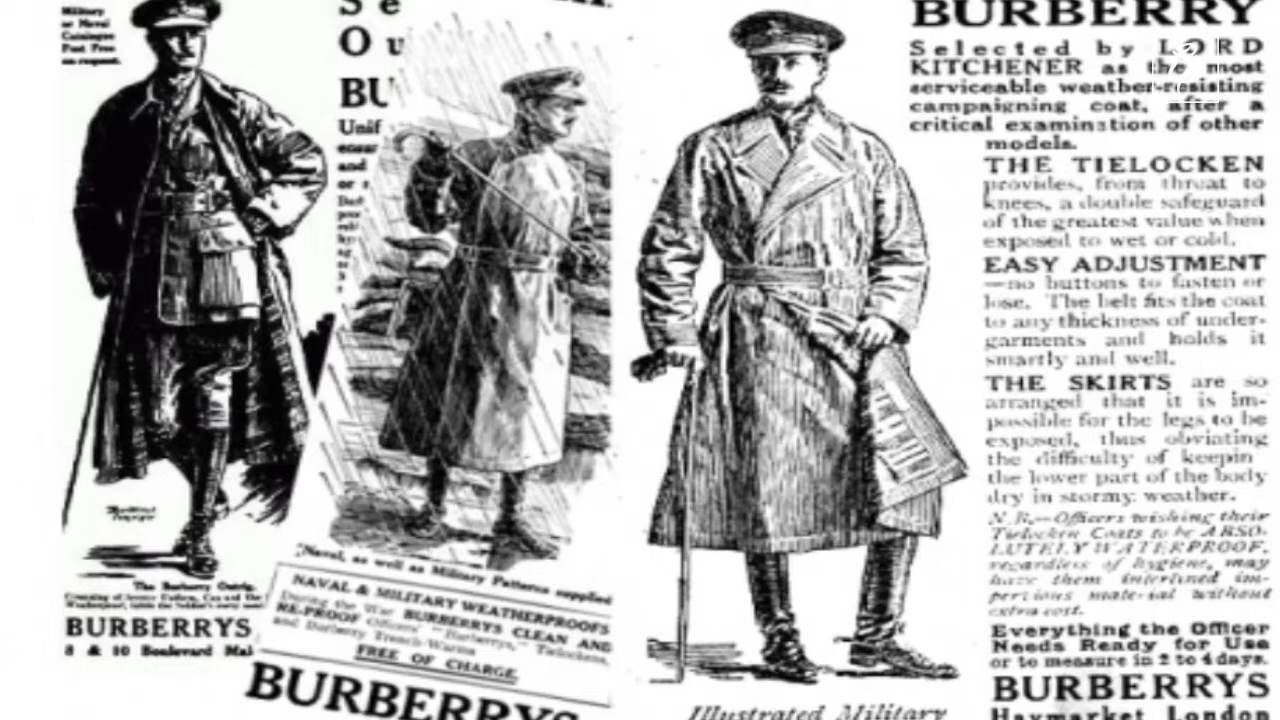 Military
or Naval
Catalogue
Post Free
on request.
The Burberry Outrig,
BURBERRYS
8 & 10 Boulevard Mal
Se
Ou
BU
Unif
ensur
and
or
Naval, as well as Military Patterns supplied
NAVAL & MILITARY WEATHERPROOFS
During the War BURBERRYS CLEAN AND
RE-PROOF Officers' "Burberrys," Tielockens,
and Burberry Trench-Warms
FREE OF CHARGE.
BURBERRYS
Illustrated Military
BURBERRY
Selected by LORD
KITCHENER as the most
serviceable weather-resisting
campaigning coat, after a
critical examination of other
models.
THE TIELOCKEN
provides, from throat to
knees, a double safeguard
of the greatest value when
exposed to wet or cold.
EASY ADJUSTMENT
—no buttons to fasten or
lose. The belt fits the coat
to any thickness of under-
garments and holds it
smartly and well.
THE SKIRTS are so
arranged that it is im-
possible for the legs to be
exposed, thus obviating
the difficulty of keepin
the lower part of the body
dry in stormy weather.
N.B.—Officers wishing their
Tielocken Coats to be ABSO-
LUTELY WATERPROOF,
regardless of hygiene, may
have them interlined im-
pervious material without
extra cost.
Everything the Officer
Needs Ready for Use
or to measure in 2 to 4 days.
BURBERRYS
Haymarket London